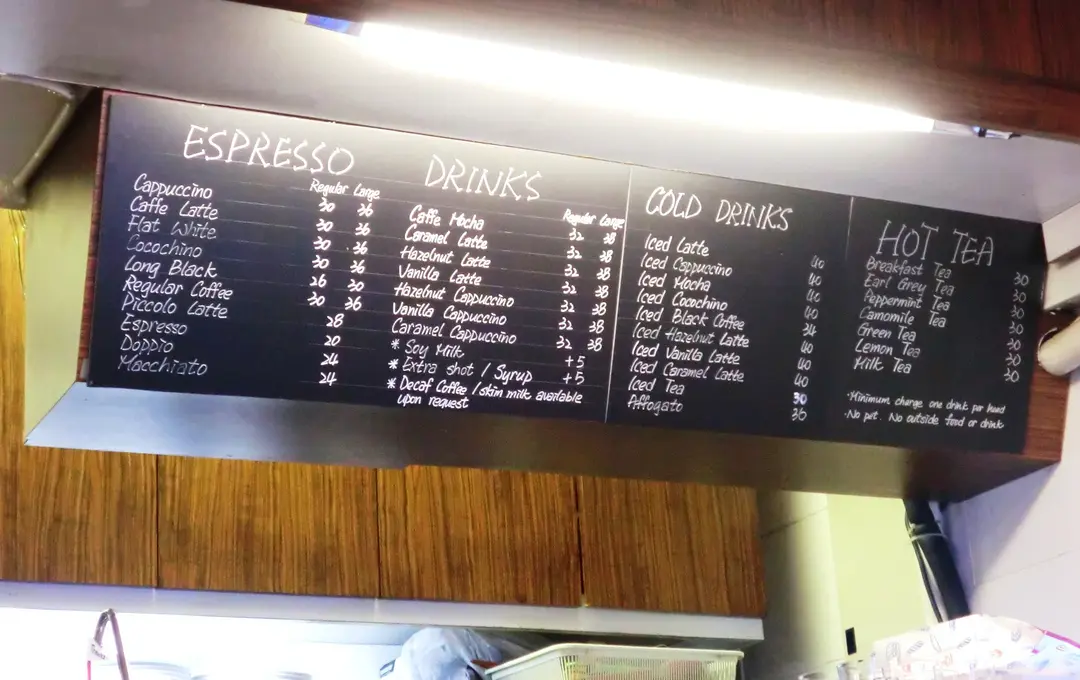 ESPRESSO DRINKS
Regular Large
Cappuccino 30 36
Caffe Latte 30 36
Flat White 30 36
Cocochino 30 36
Long Black 26 30
Regular Coffee 30 36
Piccolo Latte 28
Espresso 20
Doppio 24
Macchiato 24
Regular Large
Caffe Mocha 32 38
Caramel Latte 32 38
Hazelnut Latte 32 38
Vanilla Latte 32 38
Hazelnut Cappuccino 32 38
Vanilla Cappuccino 32 38
Caramel Cappuccino 32 38
* Soy Milk +5
* Extra shot / Syrup +5
* Decaf Coffee / skim milk available
upon request
COLD DRINKS
Iced Latte 40
Iced Cappuccino 40
Iced Mocha 40
Iced Cocochino 40
Iced Black Coffee 34
Iced Hazelnut Latte 40
Iced Vanilla Latte 40
Iced Caramel Latte 40
Iced Tea 30
Affogato 36
HOT TEA
Breakfast Tea 30
Earl Grey Tea 30
Peppermint Tea 30
Camomile Tea 30
Green Tea 30
Lemon Tea 30
Milk Tea 30
·Minimum charge one drink per head
·No pet. No outside food or drink